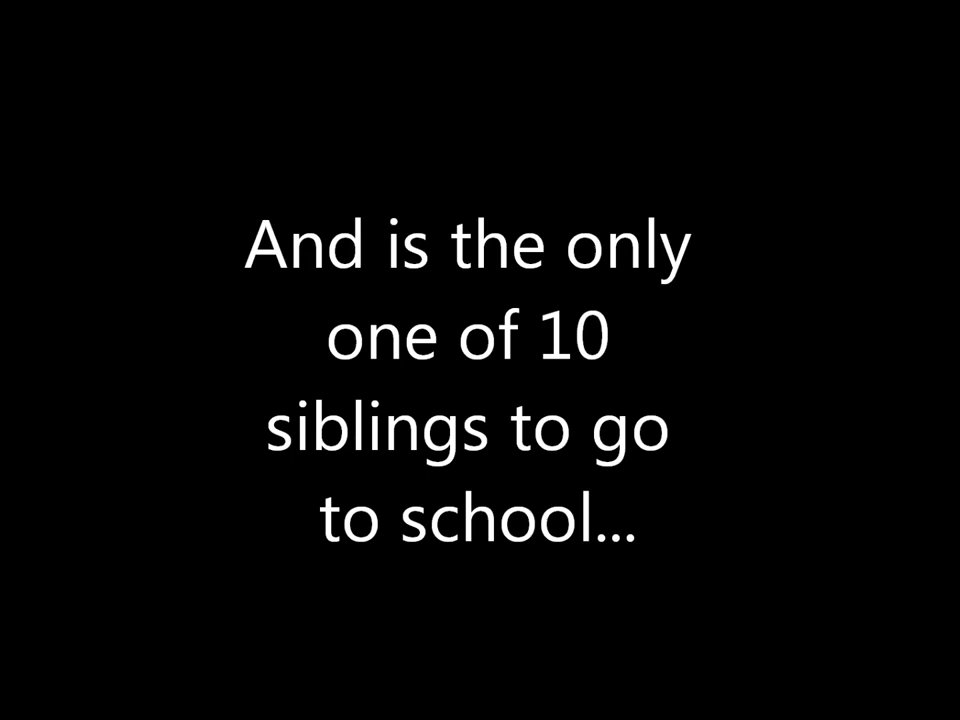 And is the only
one of 10
siblings to go
to school...